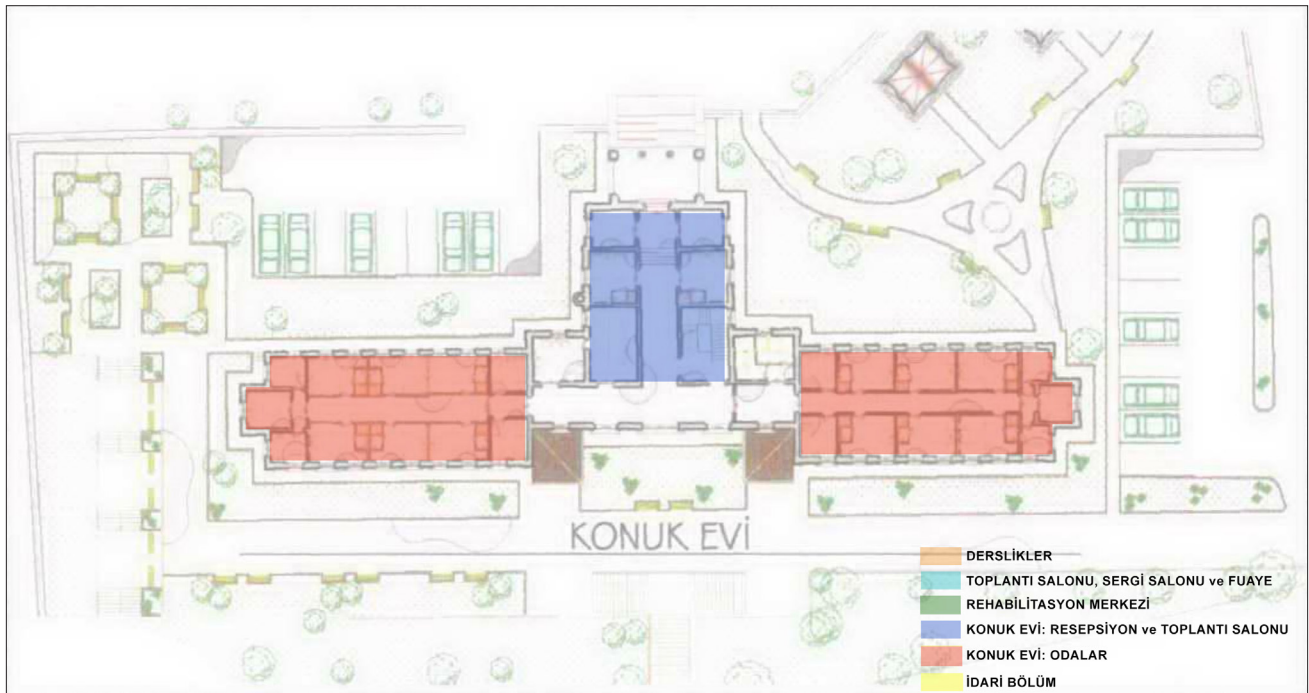 KONUK EVİ
DERSLİKLER
TOPLANTI SALONU, SERGİ SALONU ve FUAYE
REHABİLİTASYON MERKEZİ
KONUK EVİ: RESEPSİYON ve TOPLANTI SALONU
KONUK EVİ: ODALAR
İDARİ BÖLÜM